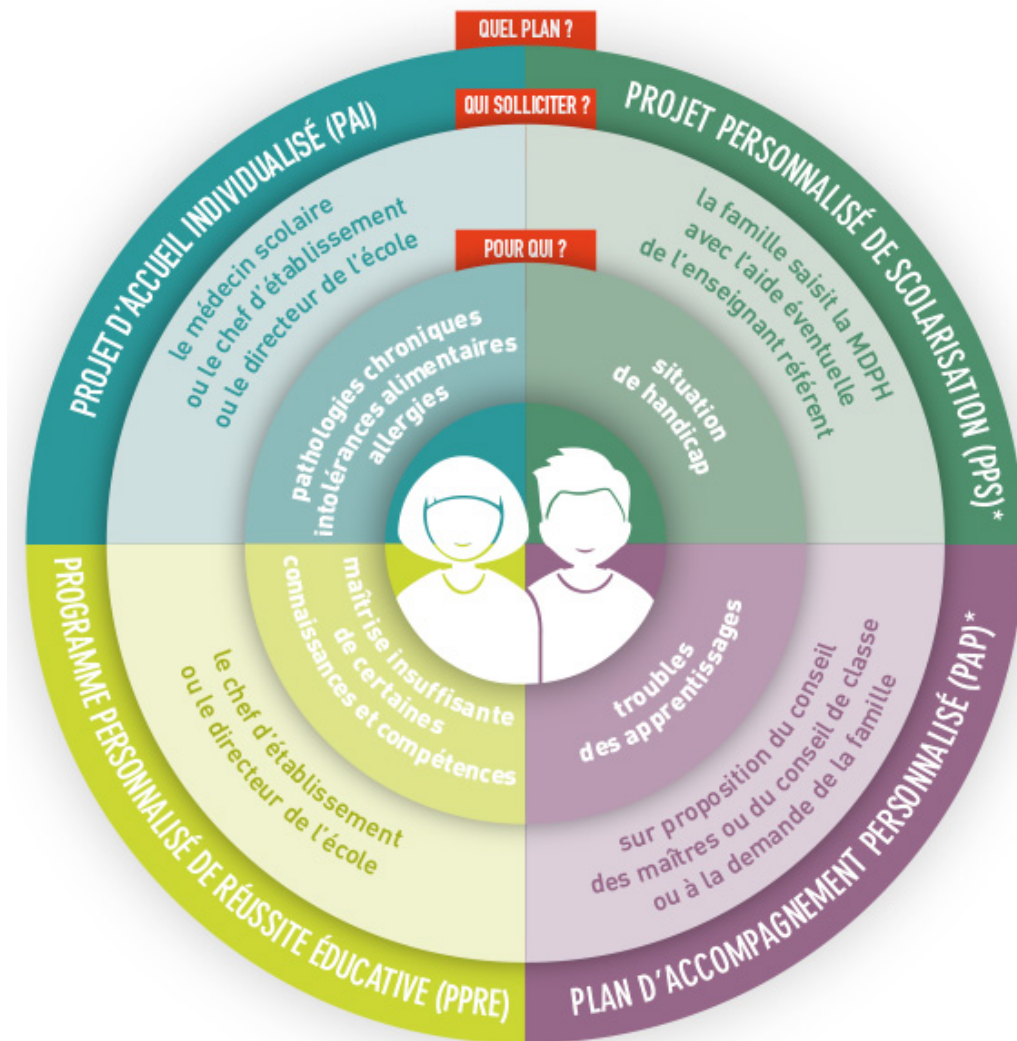 QUEL PLAN ?
QUI SOLLICITER ?
POUR QUI ?
PROJET D'ACCUEIL INDIVIDUALISÉ (PAI)
le médecin scolaire
ou le chef d'établissement
ou le directeur de l'école
pathologies chroniques
intolérances alimentaires
allergies
PROJET PERSONNALISÉ DE SCOLARISATION (PPS)*
la famille saisit la MDPH
avec l'aide éventuelle
de l'enseignant référent
situation
de handicap
PROGRAMME PERSONNALISÉ DE RÉUSSITE ÉDUCATIVE (PPRE)
le chef d'établissement
ou le directeur de l'école
maîtrise insuffisante
de certaines
connaissances et compétences
PLAN D'ACCOMPAGNEMENT PERSONNALISÉ (PAP)*
sur proposition du conseil
des maîtres ou du conseil de classe
ou à la demande de la famille
troubles
des apprentissages